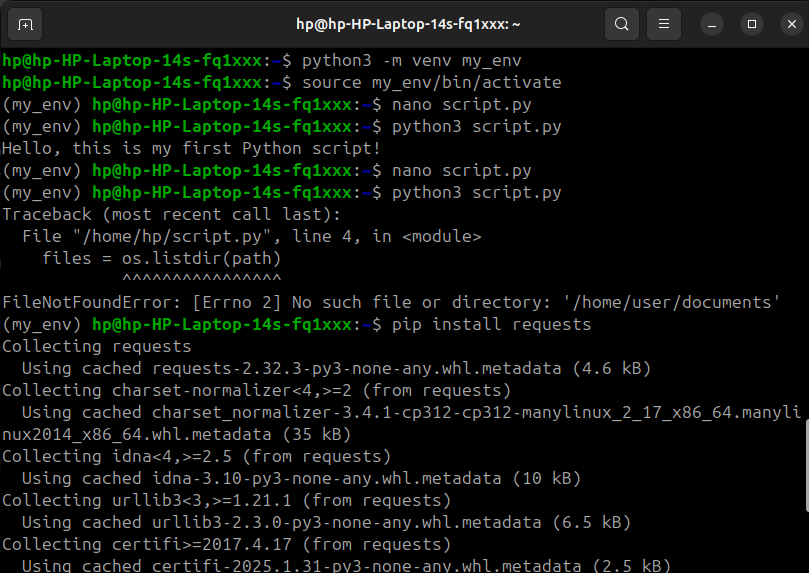 hp@hp-HP-Laptop-14s-fq1xxx: ~
hp@hp-HP-Laptop-14s-fq1xxx:~$ python3 -m venv my_env
hp@hp-HP-Laptop-14s-fq1xxx:~$ source my_env/bin/activate
(my_env) hp@hp-HP-Laptop-14s-fq1xxx:~$ nano script.py
(my_env) hp@hp-HP-Laptop-14s-fq1xxx:~$ python3 script.py
Hello, this is my first Python script!
(my_env) hp@hp-HP-Laptop-14s-fq1xxx:~$ nano script.py
(my_env) hp@hp-HP-Laptop-14s-fq1xxx:~$ python3 script.py
Traceback (most recent call last):
  File "/home/hp/script.py", line 4, in <module>
    files = os.listdir(path)
            ^^^^^^^^^^^^^^^^
FileNotFoundError: [Errno 2] No such file or directory: '/home/user/documents'
(my_env) hp@hp-HP-Laptop-14s-fq1xxx:~$ pip install requests
Collecting requests
  Using cached requests-2.32.3-py3-none-any.whl.metadata (4.6 kB)
Collecting charset-normalizer<4,>=2 (from requests)
  Using cached charset_normalizer-3.4.1-cp312-cp312-manylinux_2_17_x86_64.manyli
nux2014_x86_64.whl.metadata (35 kB)
Collecting idna<4,>=2.5 (from requests)
  Using cached idna-3.10-py3-none-any.whl.metadata (10 kB)
Collecting urllib3<3,>=1.21.1 (from requests)
  Using cached urllib3-2.3.0-py3-none-any.whl.metadata (6.5 kB)
Collecting certifi>=2017.4.17 (from requests)
  Using cached certifi-2025.1.31-py3-none-any.whl.metadata (2.5 kB)